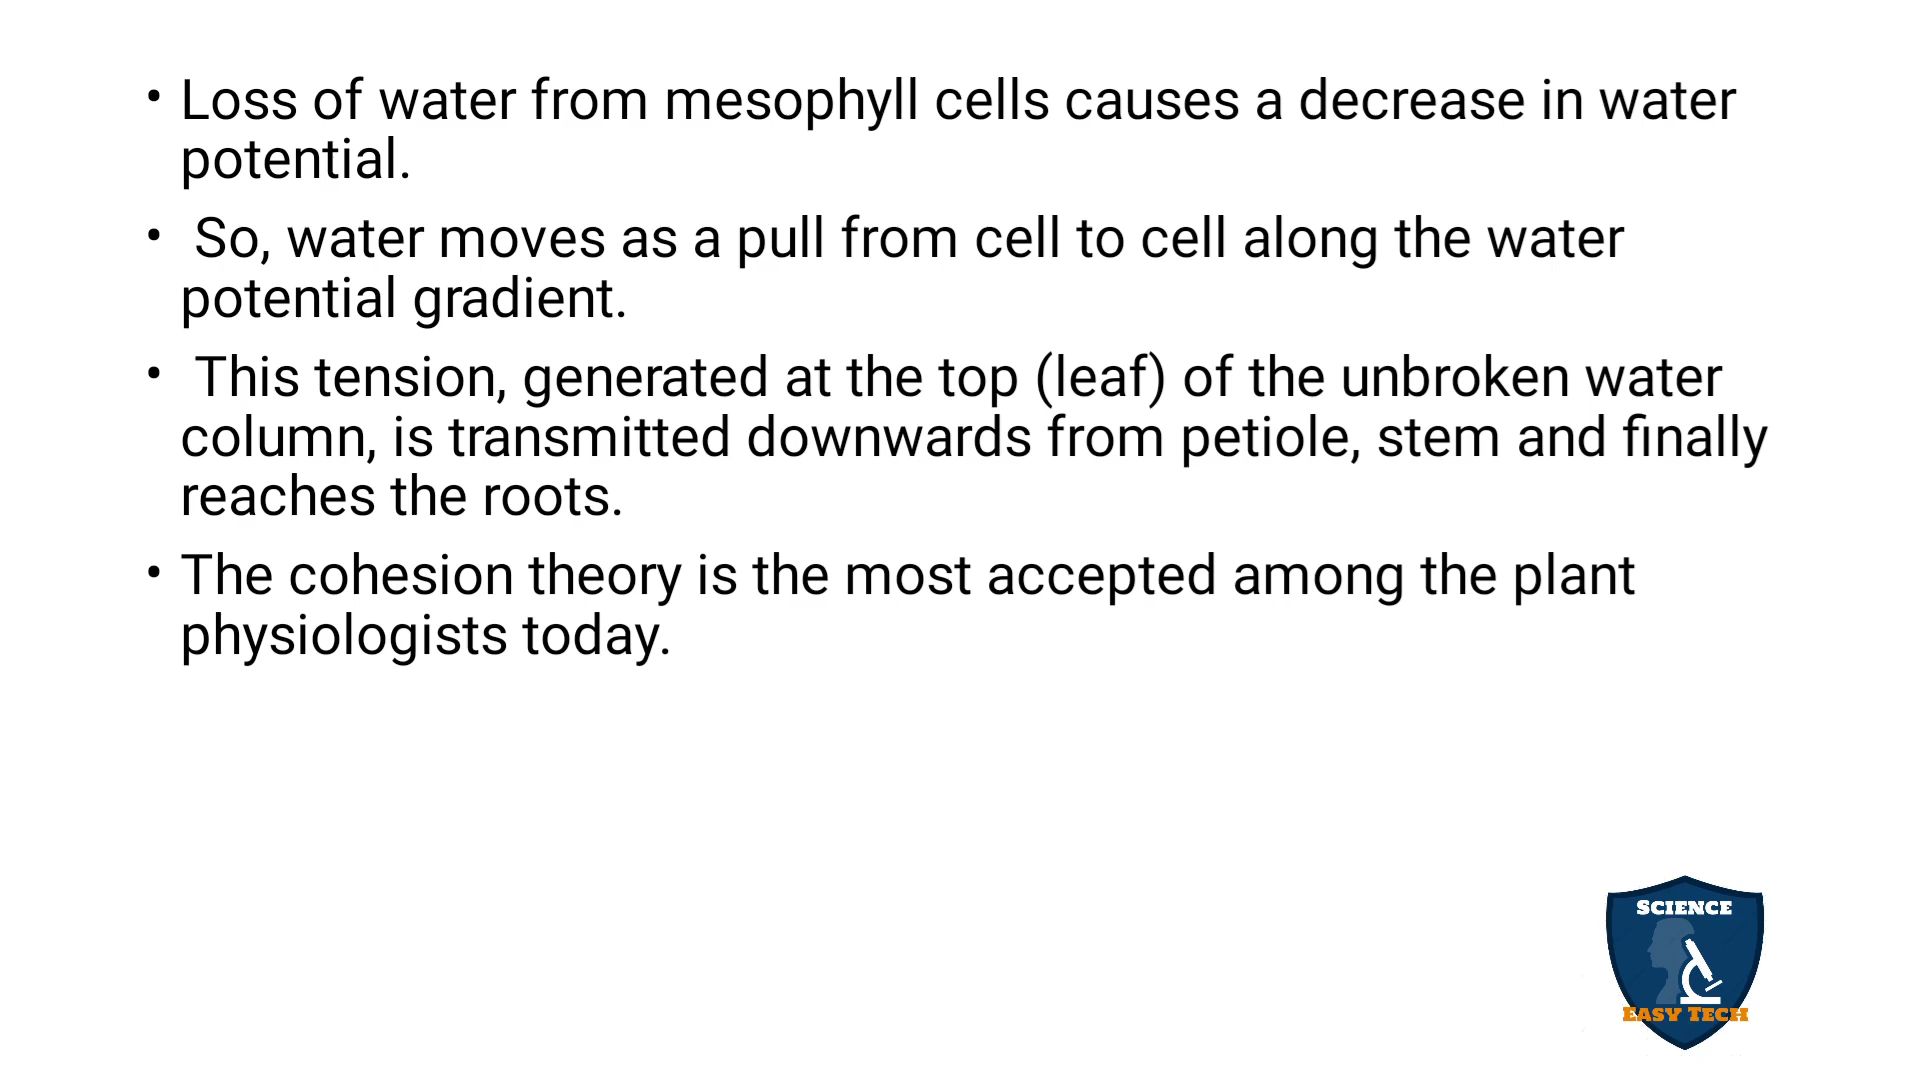 • Loss of water from mesophyll cells causes a decrease in water
potential.
• So, water moves as a pull from cell to cell along the water
potential gradient.
• This tension, generated at the top (leaf) of the unbroken water
column, is transmitted downwards from petiole, stem and finally
reaches the roots.
• The cohesion theory is the most accepted among the plant
physiologists today.
SCIENCE
EASY TECH